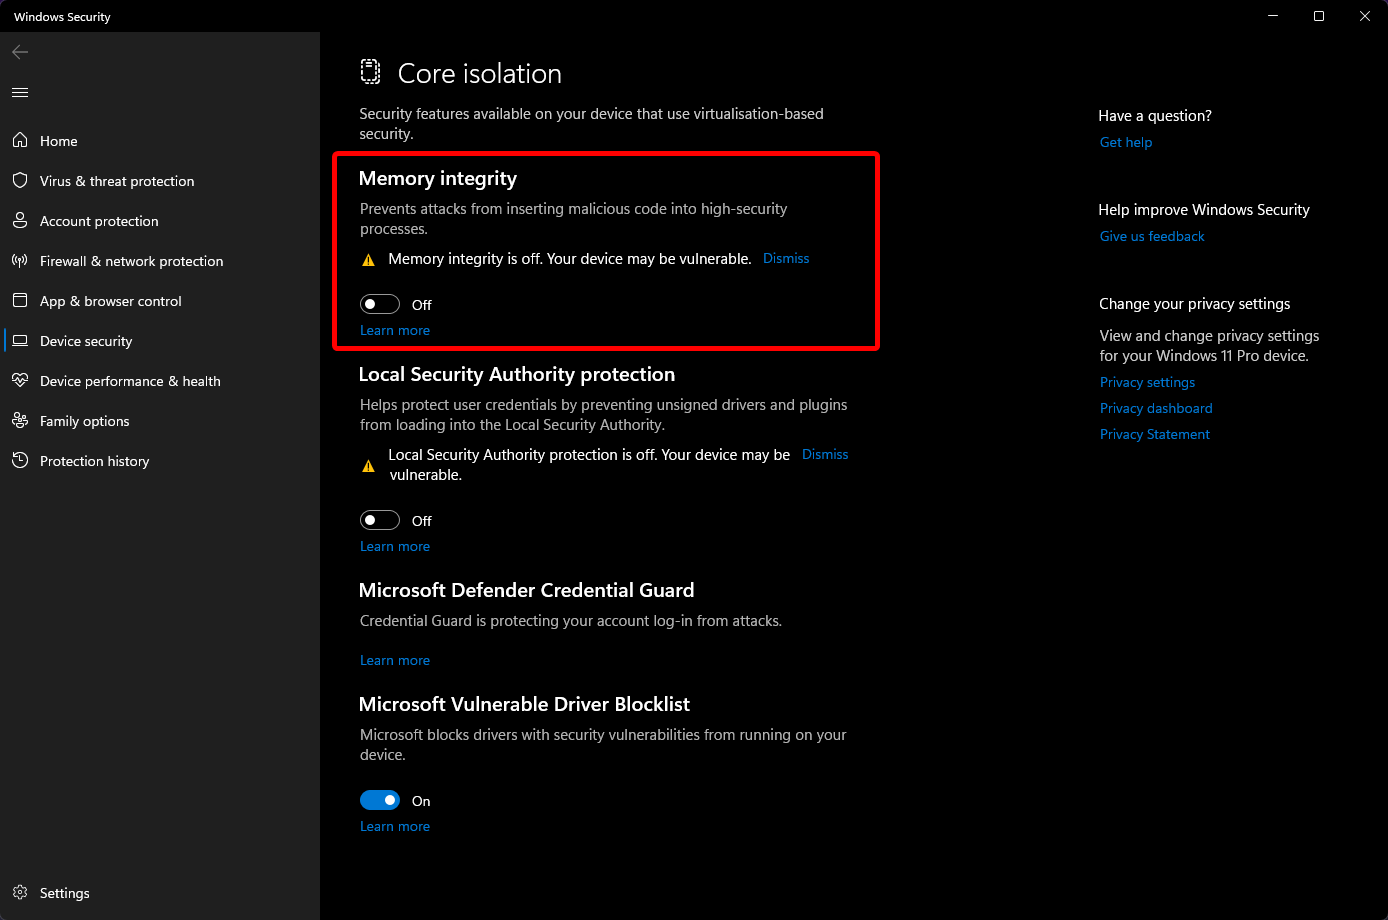 Windows Security
Home
Virus & threat protection
Account protection
Firewall & network protection
App & browser control
Device security
Device performance & health
Family options
Protection history
Settings
Core isolation
Security features available on your device that use virtualisation-based
security.
Memory integrity
Prevents attacks from inserting malicious code into high-security
processes.
Memory integrity is off. Your device may be vulnerable. Dismiss
Off
Learn more
Local Security Authority protection
Helps protect user credentials by preventing unsigned drivers and plugins
from loading into the Local Security Authority.
Local Security Authority protection is off. Your device may be Dismiss
vulnerable.
Off
Learn more
Microsoft Defender Credential Guard
Credential Guard is protecting your account log-in from attacks.
Learn more
Microsoft Vulnerable Driver Blocklist
Microsoft blocks drivers with security vulnerabilities from running on your
device.
On
Learn more
Have a question?
Get help
Help improve Windows Security
Give us feedback
Change your privacy settings
View and change privacy settings
for your Windows 11 Pro device.
Privacy settings
Privacy dashboard
Privacy Statement